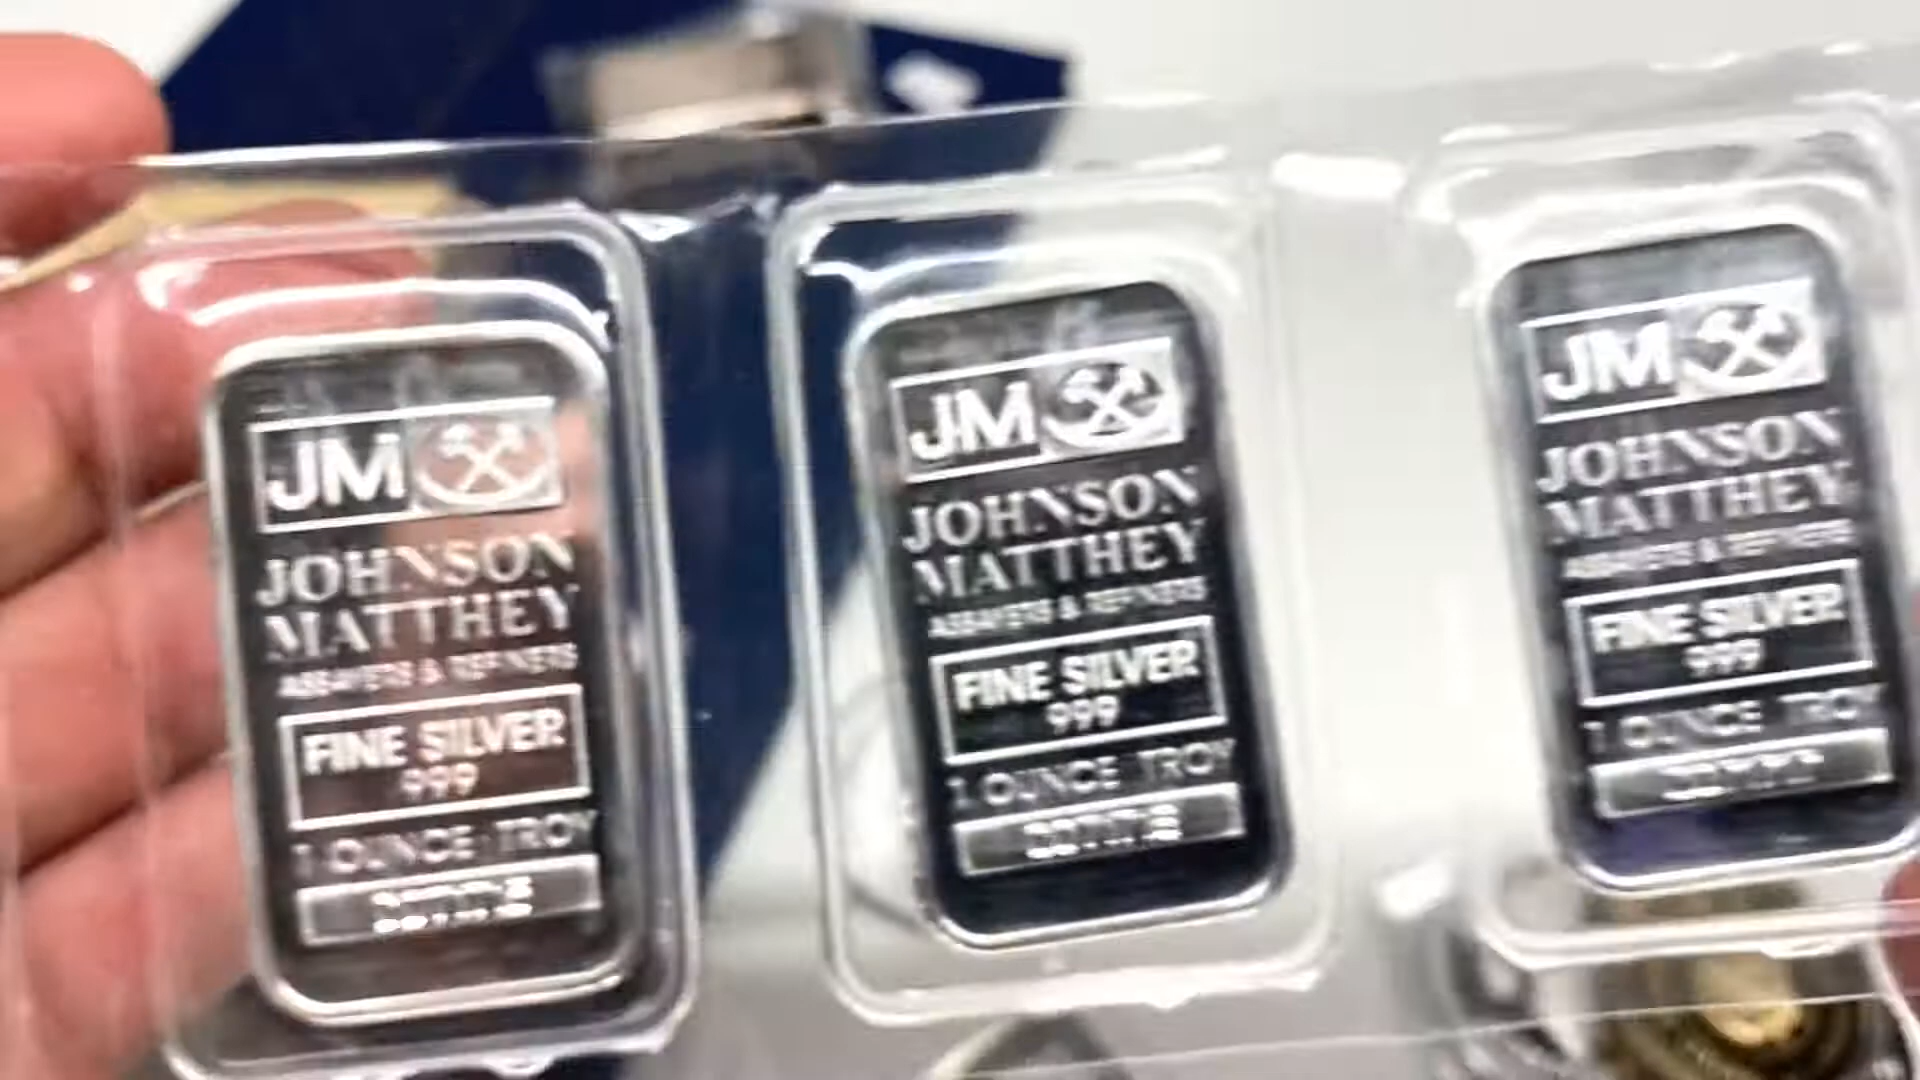 JM
JOHNSON
MATTHEY
ASSAYERS & REFINERS
FINE SILVER
999
1 OUNCE TROY
JM
JOHNSON
MATTHEY
ASSAYERS & REFINERS
FINE SILVER
999
1 OUNCE TROY
JM
JOHNSON
MATTHEY
ASSAYERS & REFINERS
FINE SILVER
999
1 OUNCE TROY